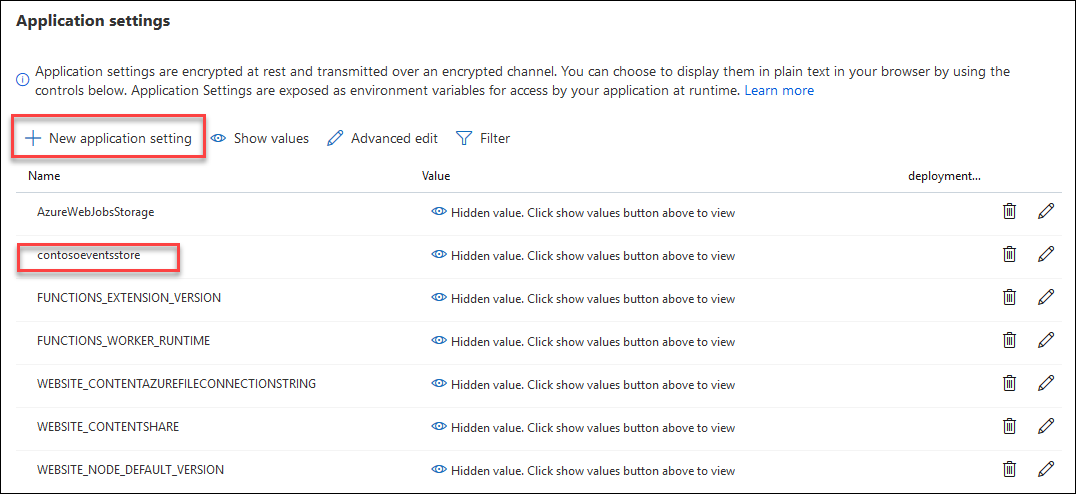 Application settings
Application settings are encrypted at rest and transmitted over an encrypted channel. You can choose to display them in plain text in your browser by using the
controls below. Application Settings are exposed as environment variables for access by your application at runtime. Learn more
New application setting Show values Advanced edit Filter
Name Value deployment...
AzureWebJobsStorage Hidden value. Click show values button above to view
contosoeventsstore Hidden value. Click show values button above to view
FUNCTIONS_EXTENSION_VERSION Hidden value. Click show values button above to view
FUNCTIONS_WORKER_RUNTIME Hidden value. Click show values button above to view
WEBSITE_CONTENTAZUREFILECONNECTIONSTRING Hidden value. Click show values button above to view
WEBSITE_CONTENTSHARE Hidden value. Click show values button above to view
WEBSITE_NODE_DEFAULT_VERSION Hidden value. Click show values button above to view